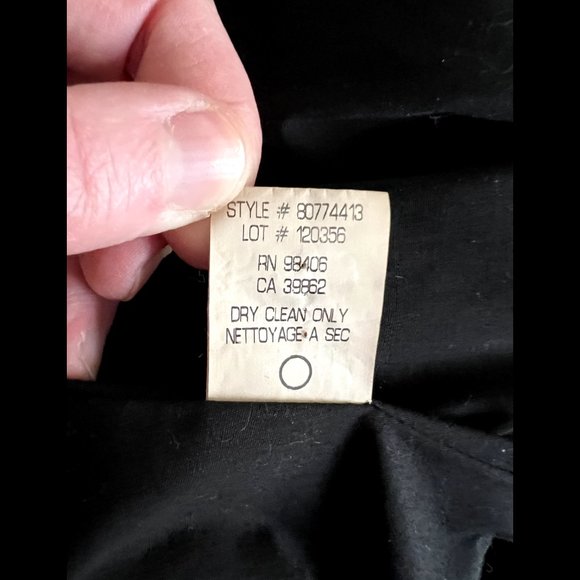 STYLE # 80774413
LOT # 120356
RN 98406
CA 39862
DRY CLEAN ONLY
NETTOYAGE A SEC